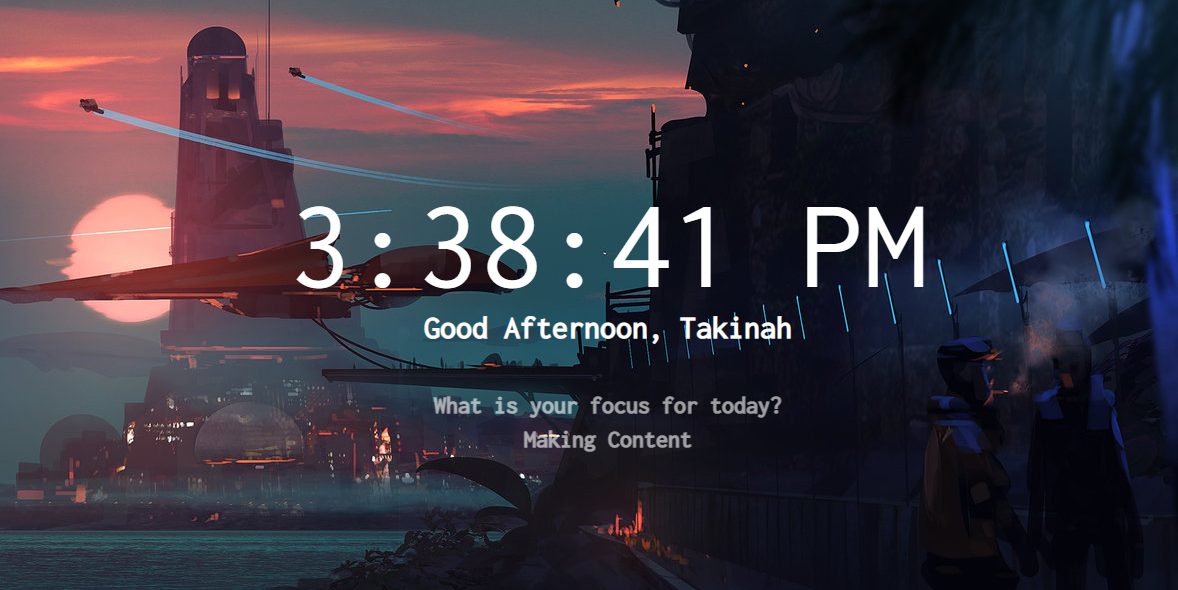 3:38:41 PM
Good Afternoon, Takinah
What is your focus for today?
Making Content